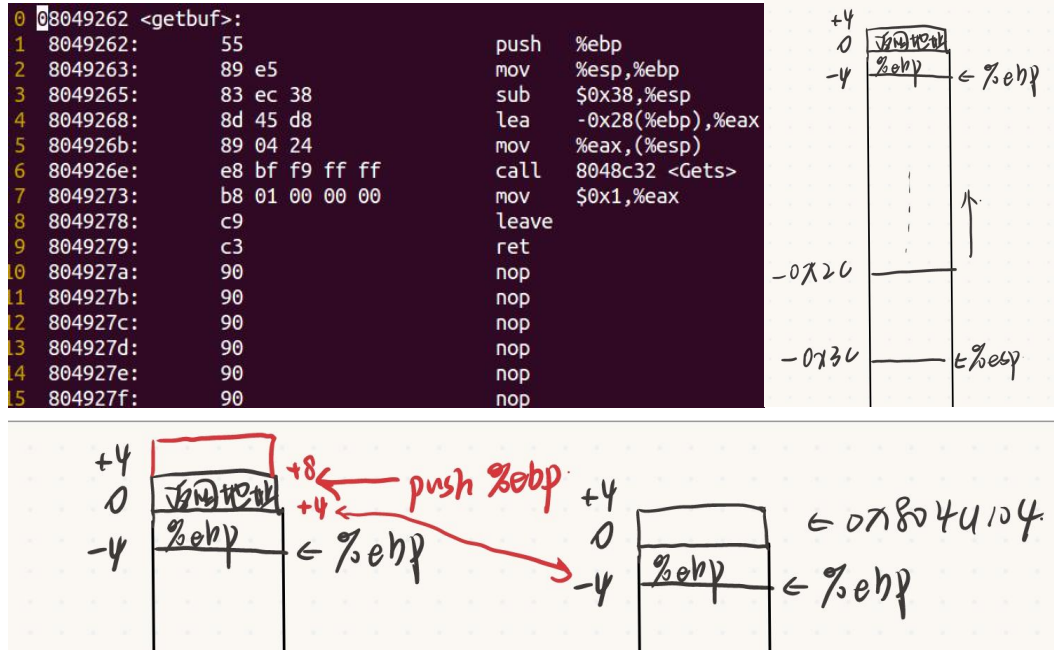 0 08049262 <getbuf>:
1 8049262: 55 push %ebp
2 8049263: 89 e5 mov %esp,%ebp
3 8049265: 83 ec 38 sub $0x38,%esp
4 8049268: 8d 45 d8 lea -0x28(%ebp),%eax
5 804926b: 89 04 24 mov %eax,(%esp)
6 804926e: e8 bf f9 ff ff call 8048c32 <Gets>
7 8049273: b8 01 00 00 00 mov $0x1,%eax
8 8049278: c9 leave
9 8049279: c3 ret
10 804927a: 90 nop
11 804927b: 90 nop
12 804927c: 90 nop
13 804927d: 90 nop
14 804927e: 90 nop
15 804927f: 90 nop
+4
0 返回地址
-4 %ebp ← %ebp
-0x2c
-0x3c ← %esp
+4
+8 ← push %ebp
0 返回地址 +4
-4 %ebp ← %ebp
+4
0 ← 0x804c104
-4 %ebp ← %ebp